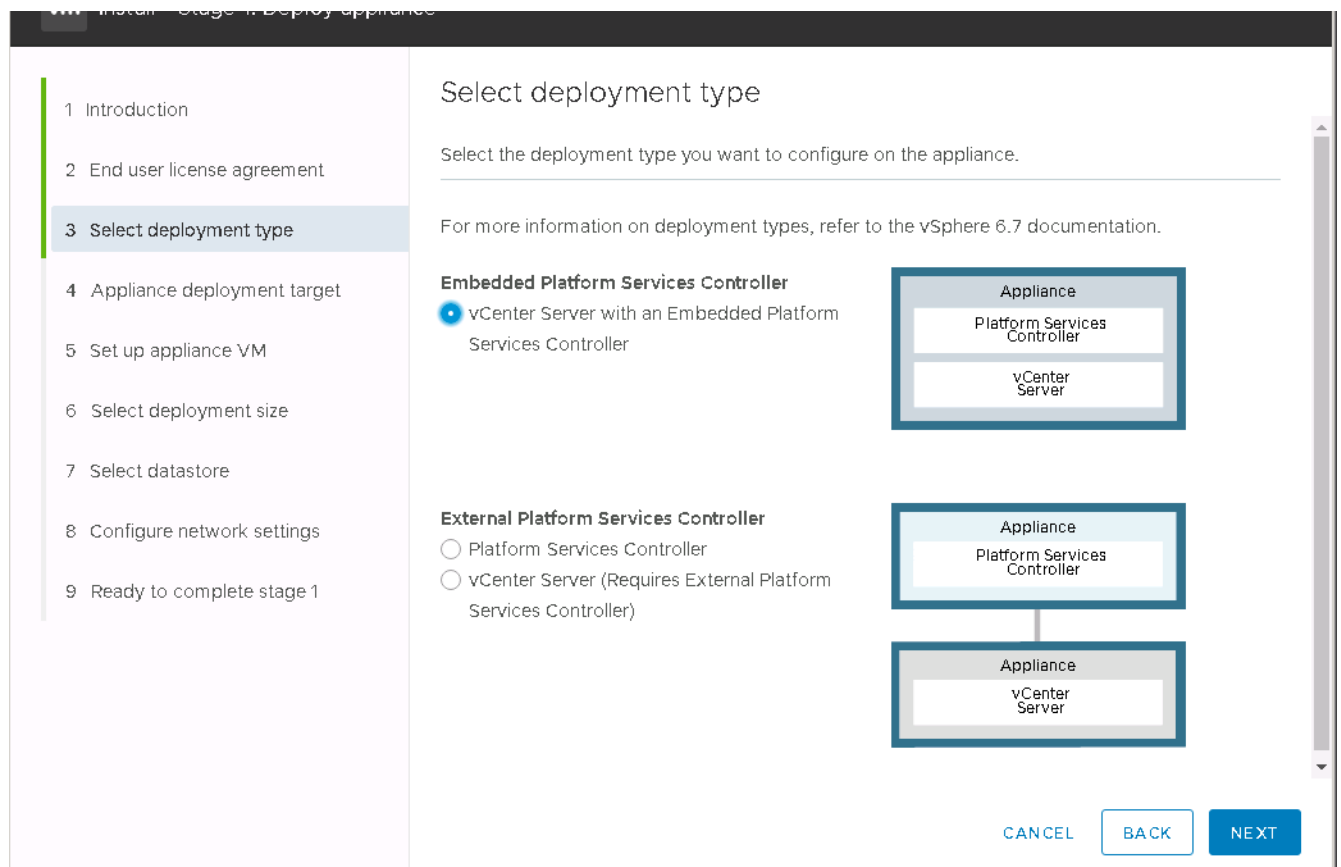 Install - Stage 1: Deploy appliance
1 Introduction
2 End user license agreement
3 Select deployment type
4 Appliance deployment target
5 Set up appliance VM
6 Select deployment size
7 Select datastore
8 Configure network settings
9 Ready to complete stage 1
Select deployment type
Select the deployment type you want to configure on the appliance.
For more information on deployment types, refer to the vSphere 6.7 documentation.
Embedded Platform Services Controller
vCenter Server with an Embedded Platform
Services Controller
Appliance
Platform Services
Controller
vCenter
Server
External Platform Services Controller
Platform Services Controller
vCenter Server (Requires External Platform
Services Controller)
Appliance
Platform Services
Controller
Appliance
vCenter
Server
CANCEL
BACK
NEXT